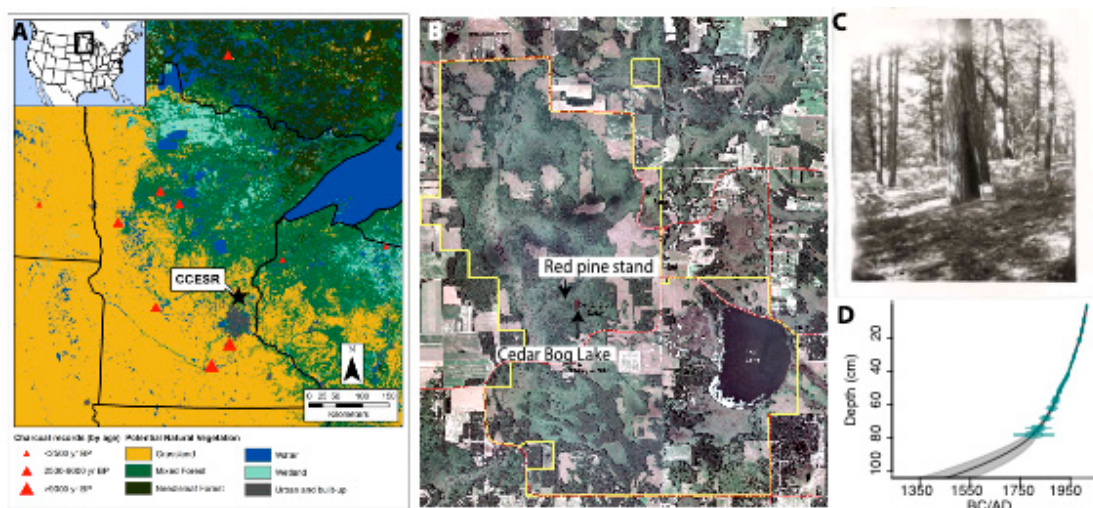 A
CCESR
N
0 25 50 100 150
Kilometers
Charcoal records (by age)
<2500 yr BP
2500-9000 yr BP
>9000 yr BP
Potential Natural Vegetation
Grassland
Mixed Forest
Needleleaf Forest
Water
Wetland
Urban and built-up
B
Red pine stand
Cedar Bog Lake
C
D
Depth (cm)
20
40
60
80
100
1350 1550 1750 1950
BC/AD